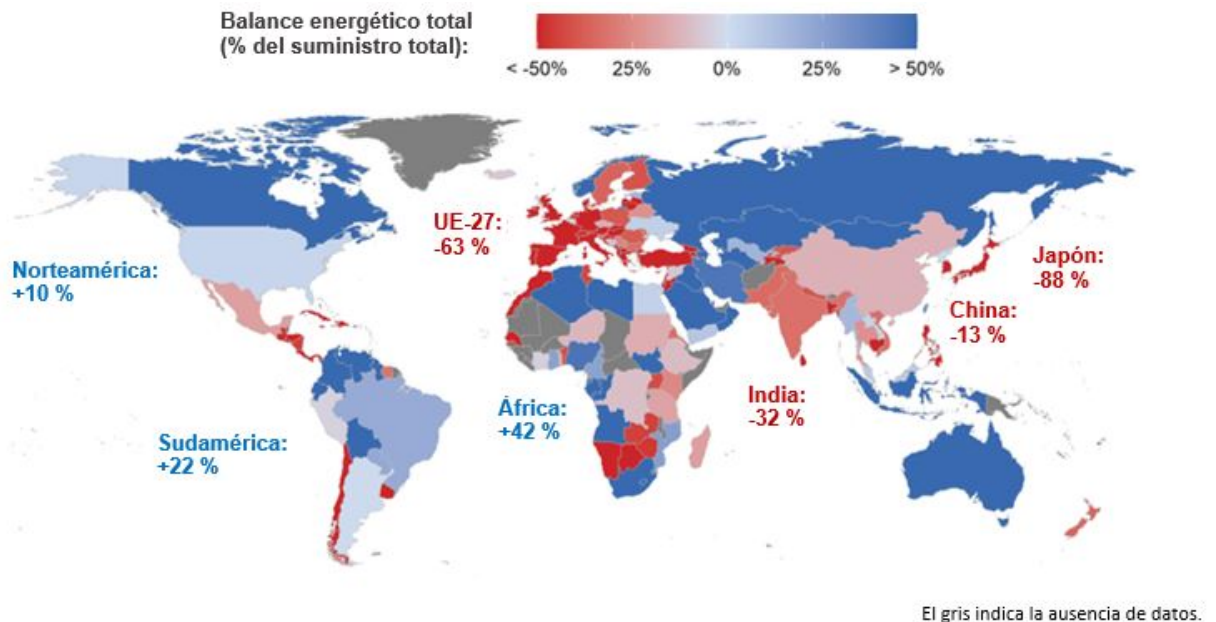 Balance energético total
(% del suministro total):
< -50% 25% 0% 25% > 50%
UE-27:
-63 %
Norteamérica:
+10 %
Japón:
-88 %
China:
-13 %
África:
+42 %
India:
-32 %
Sudamérica:
+22 %
El gris indica la ausencia de datos.